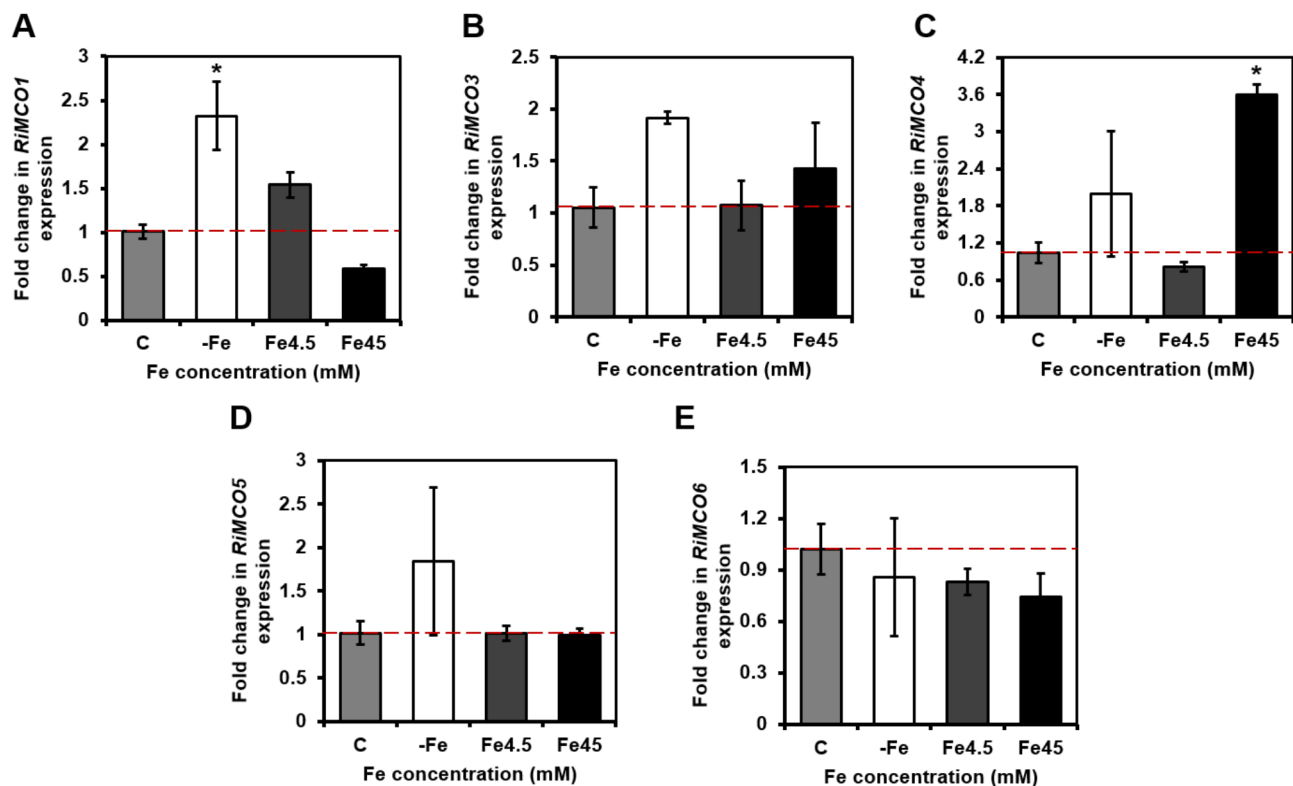 A
Fold change in RiMCO1
expression
3
2.5
2
1.5
1
0.5
0
*
C -Fe Fe4.5 Fe45
Fe concentration (mM)
B
Fold change in RiMCO3
expression
2.5
2
1.5
1
0.5
0
C -Fe Fe4.5 Fe45
Fe concentration (mM)
C
Fold change in RiMCO4
expression
4.2
3.6
3
2.4
1.8
1.2
0.6
0
*
C -Fe Fe4.5 Fe45
Fe concentration (mM)
D
Fold change in RiMCO5
expression
3
2.5
2
1.5
1
0.5
0
C -Fe Fe4.5 Fe45
Fe concentration (mM)
E
Fold change in RiMCO6
expression
1.5
1.2
0.9
0.6
0.3
0
C -Fe Fe4.5 Fe45
Fe concentration (mM)